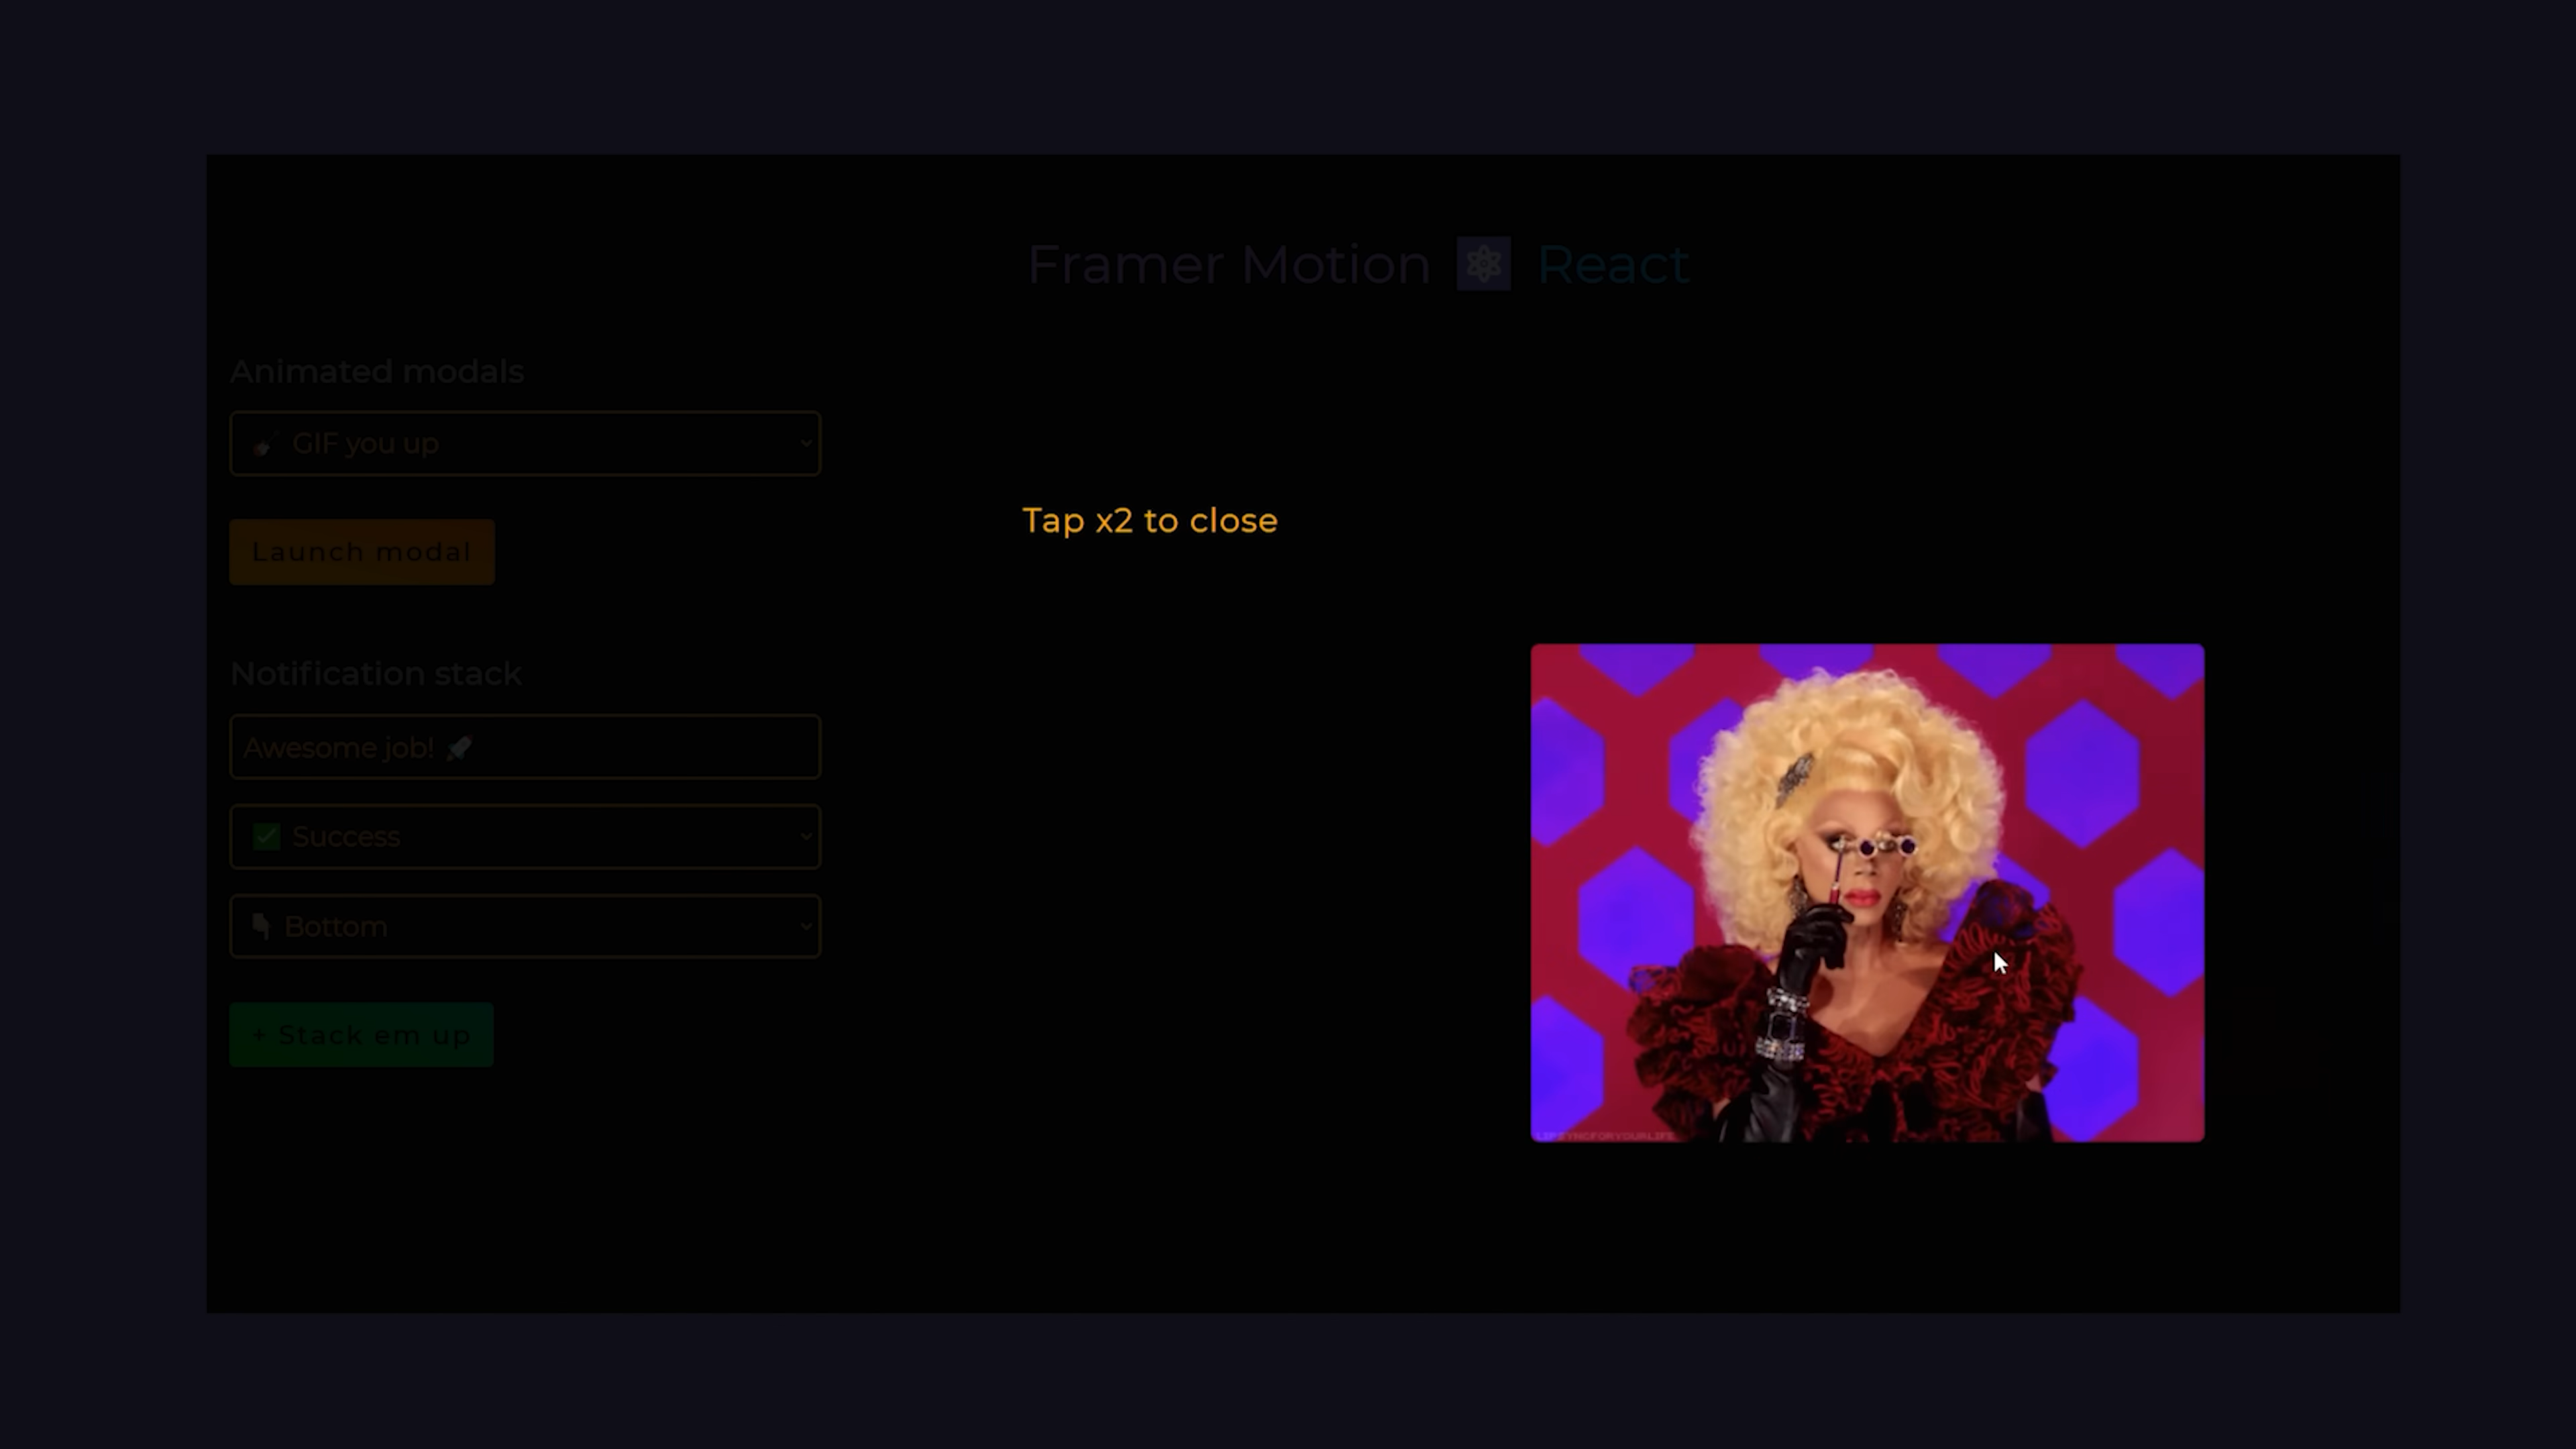 Framer Motion ⚛ React
Animated modals
GIF you up
Tap x2 to close
Launch modal
Notification stack
Awesome job! 🚀
✅ Success
👇 Bottom
+ Stack em up
LIPSYNCFORYOURLIFE